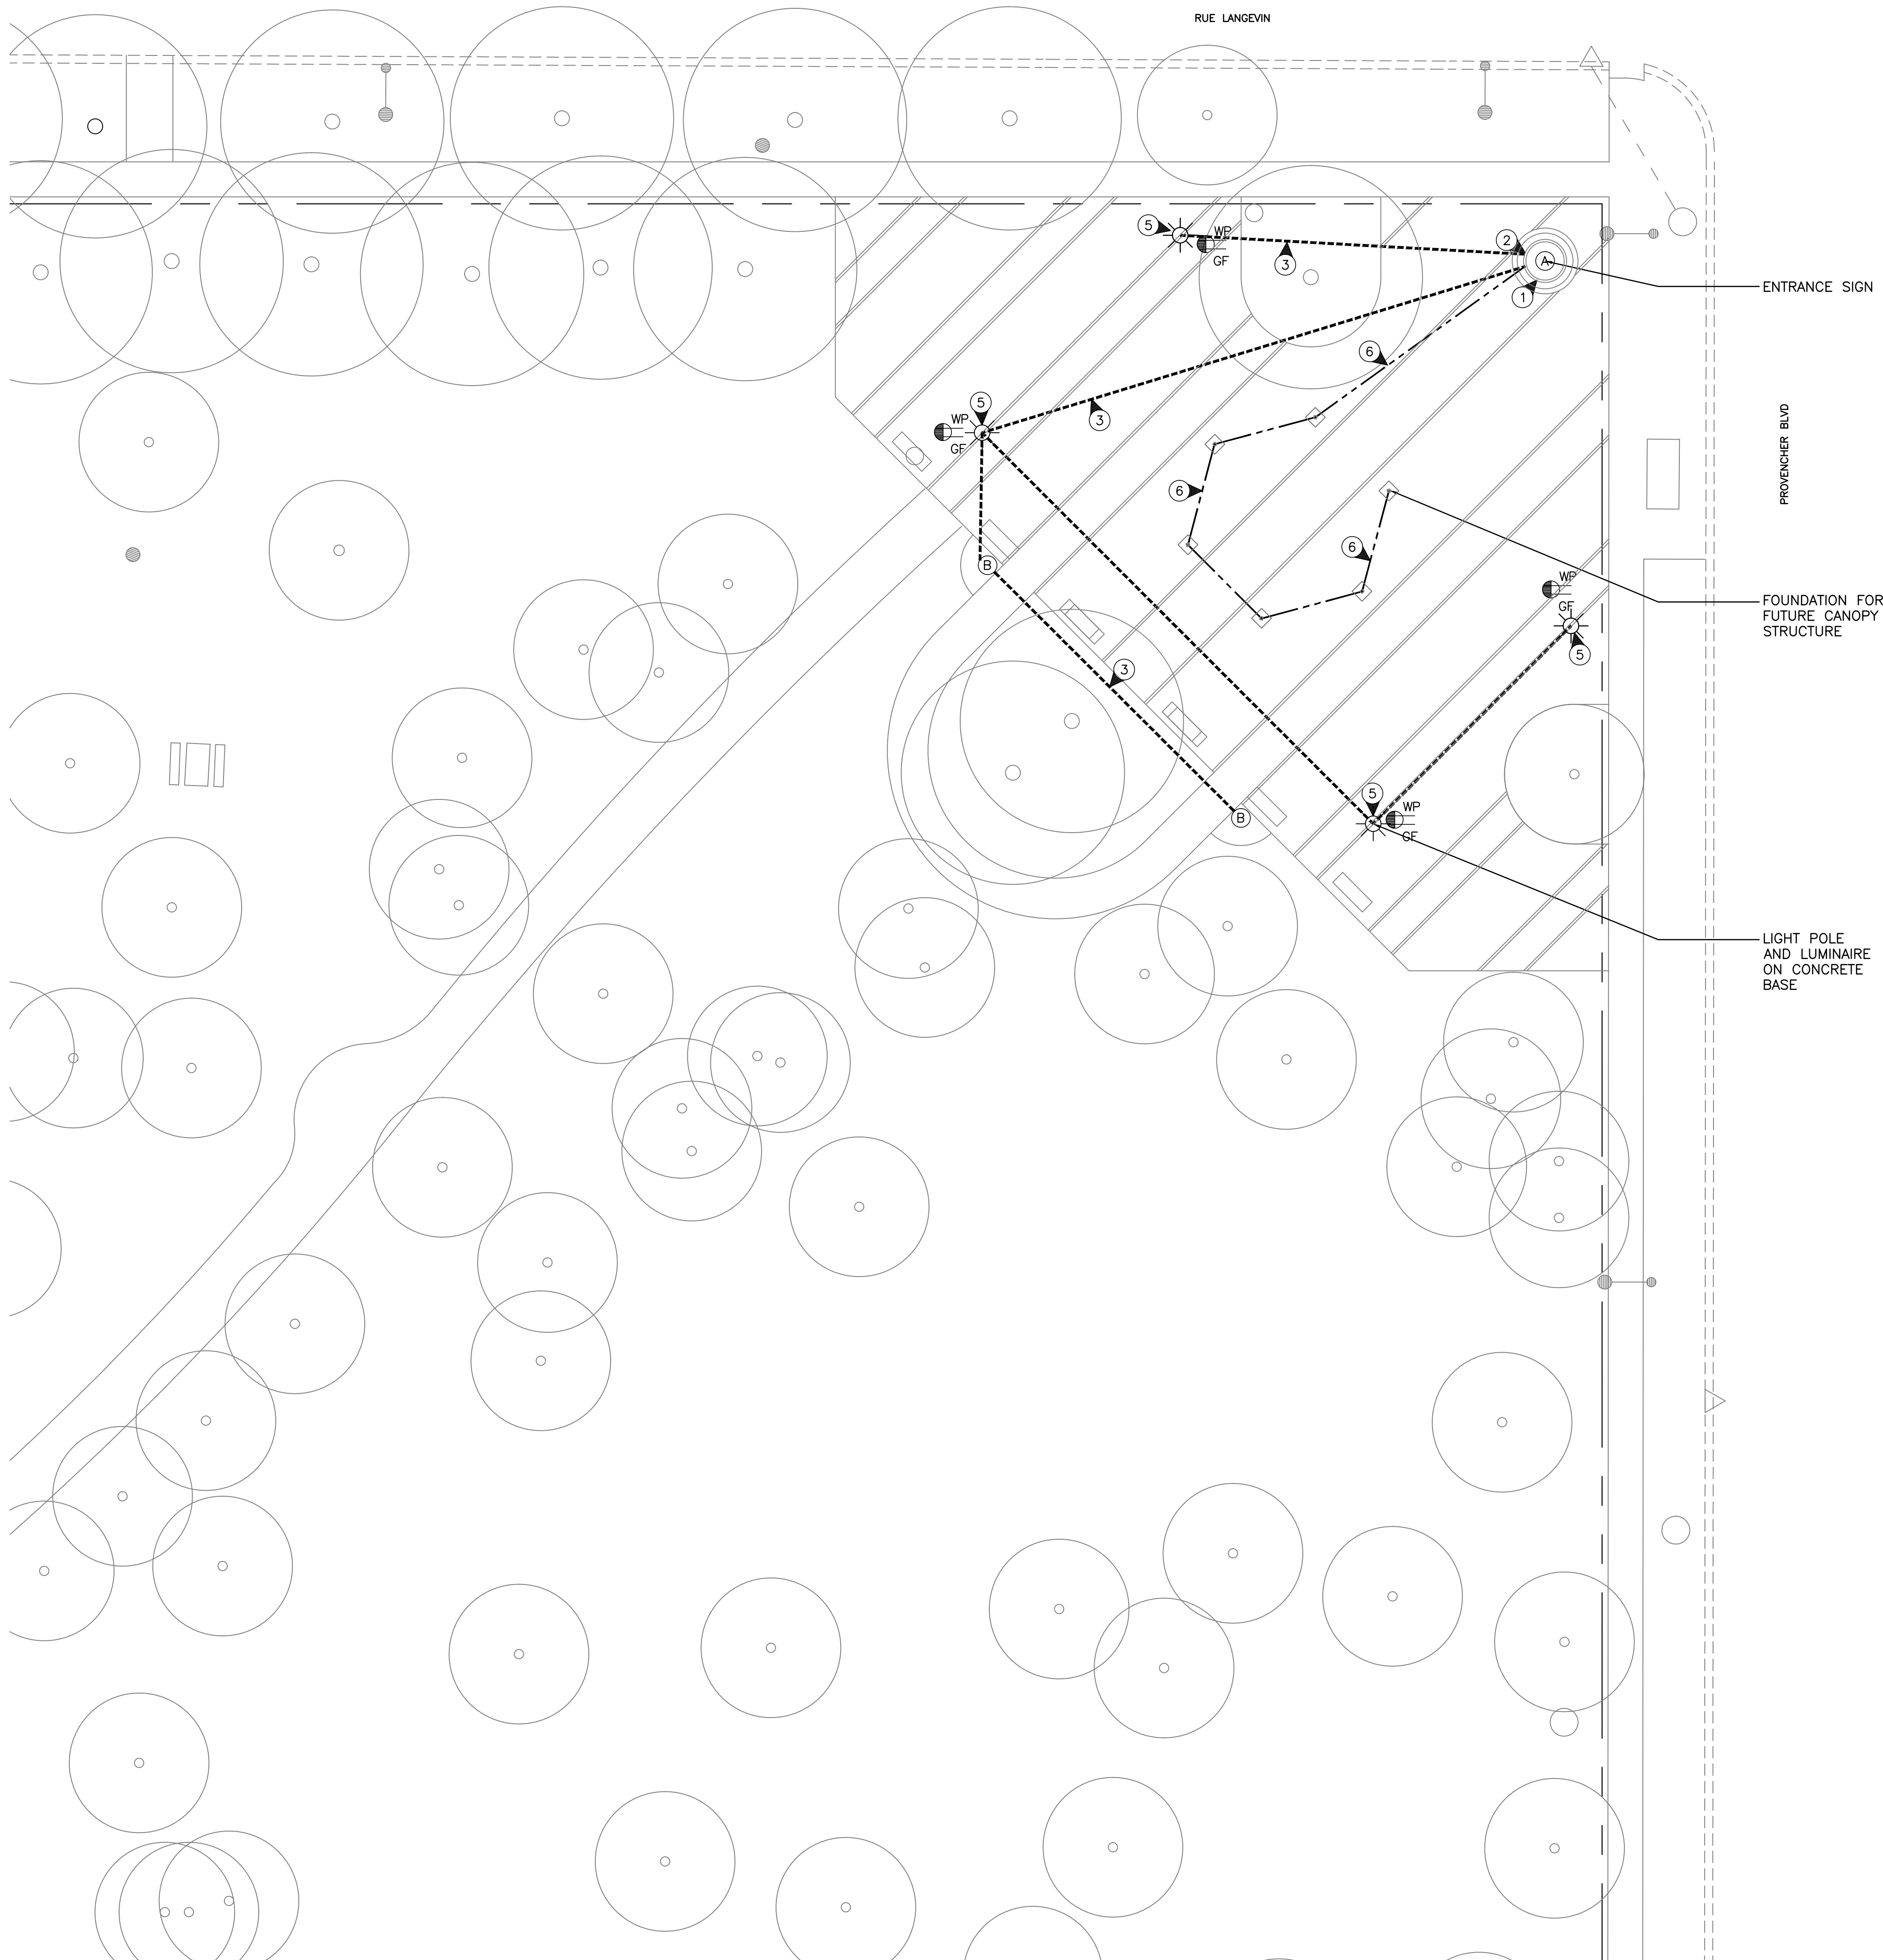 RUE LANGEVIN
5
WP
GF
3
2
A
1
ENTRANCE SIGN
6
3
5
WP
GF
PROVENCHER BLVD
6
6
B
WP
GF
5
FOUNDATION FOR
FUTURE CANOPY
STRUCTURE
3
5
WP
GF
B
LIGHT POLE
AND LUMINAIRE
ON CONCRETE
BASE